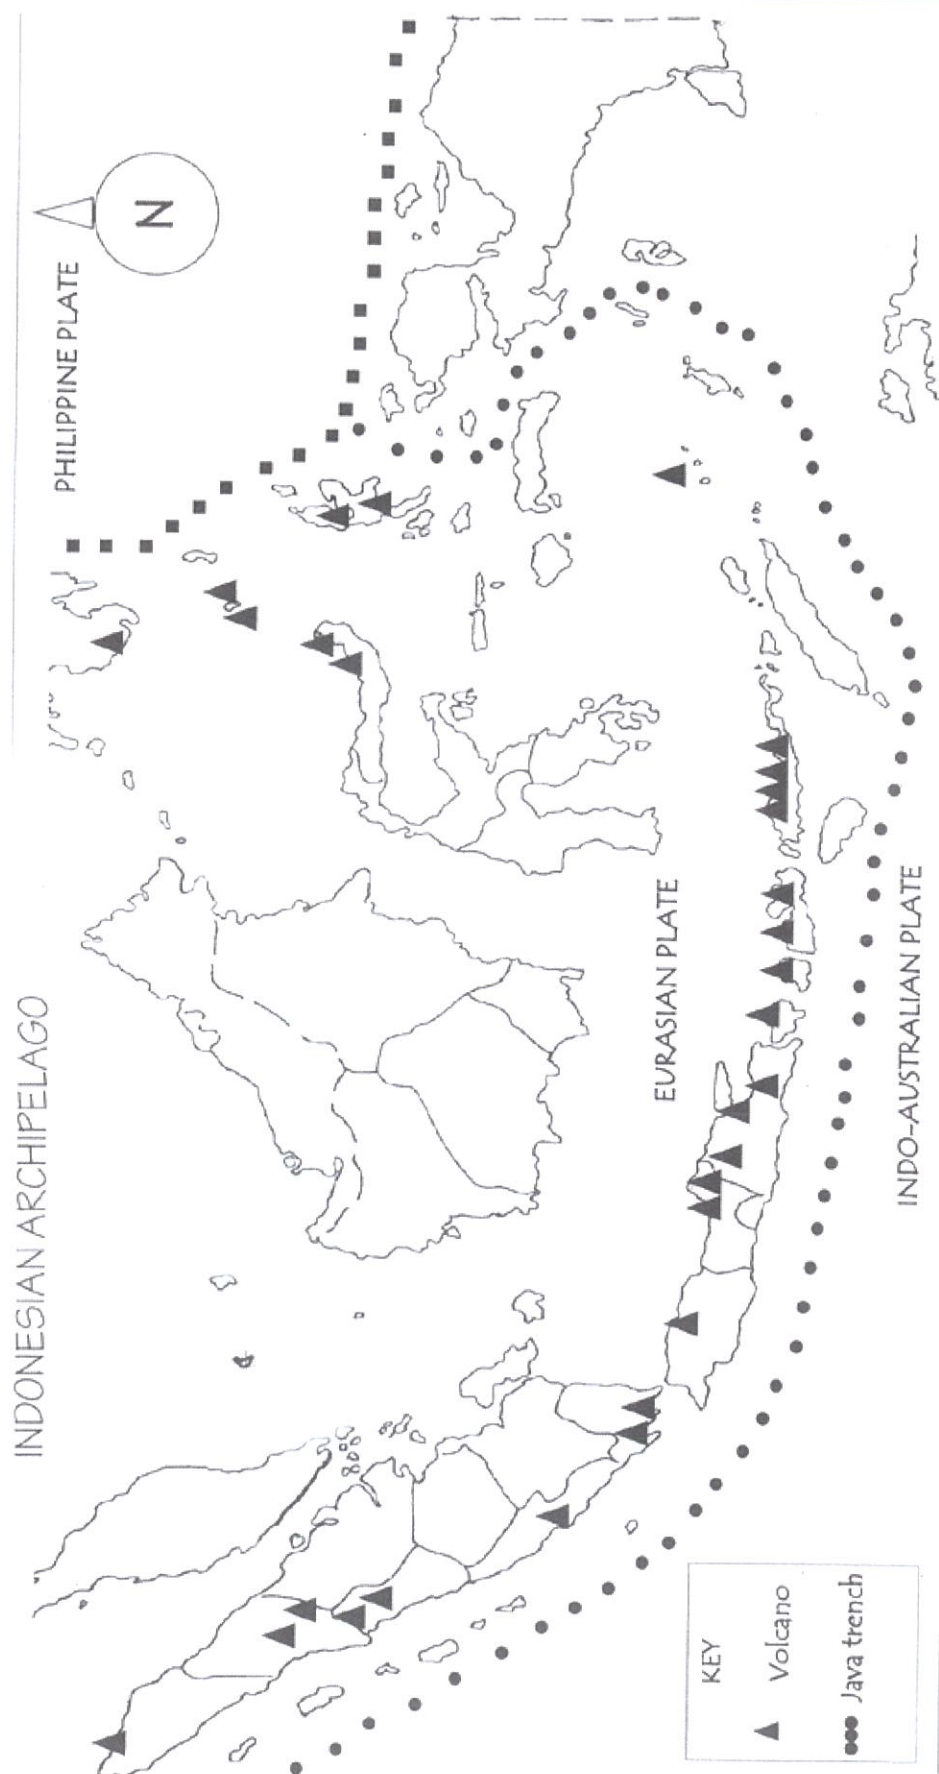 INDONESIAN ARCHIPELAGO
PHILIPPINE PLATE
N
EURASIAN PLATE
INDO-AUSTRALIAN PLATE
KEY
Volcano
Java trench